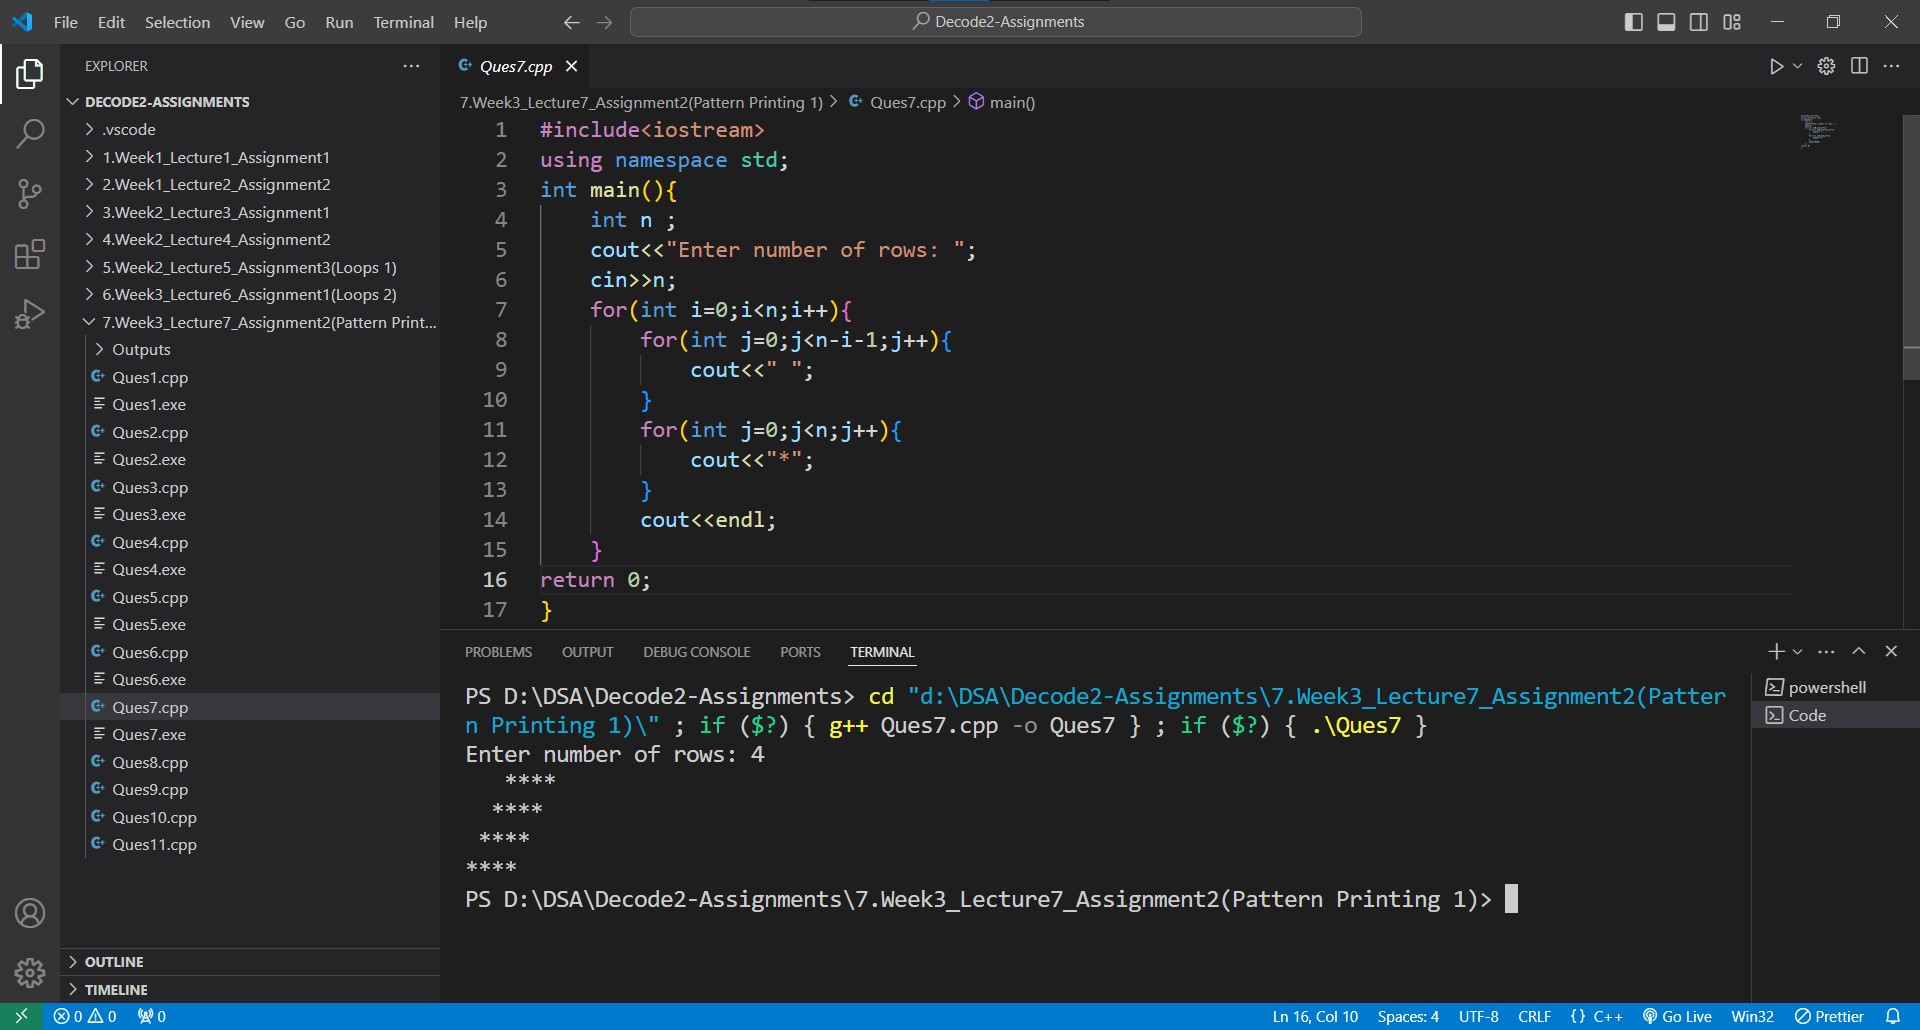 File Edit Selection View Go Run Terminal Help
Decode2-Assignments
EXPLORER
DECODE2-ASSIGNMENTS
.vscode
1.Week1_Lecture1_Assignment1
2.Week1_Lecture2_Assignment2
3.Week2_Lecture3_Assignment1
4.Week2_Lecture4_Assignment2
5.Week2_Lecture5_Assignment3(Loops 1)
6.Week3_Lecture6_Assignment1(Loops 2)
7.Week3_Lecture7_Assignment2(Pattern Print...
Outputs
Ques1.cpp
Ques1.exe
Ques2.cpp
Ques2.exe
Ques3.cpp
Ques3.exe
Ques4.cpp
Ques4.exe
Ques5.cpp
Ques5.exe
Ques6.cpp
Ques6.exe
Ques7.cpp
Ques7.exe
Ques8.cpp
Ques9.cpp
Ques10.cpp
Ques11.cpp
OUTLINE
TIMELINE
Ques7.cpp
7.Week3_Lecture7_Assignment2(Pattern Printing 1) > Ques7.cpp > main()
1 #include<iostream>
2 using namespace std;
3 int main(){
4     int n ;
5     cout<<"Enter number of rows: ";
6     cin>>n;
7     for(int i=0;i<n;i++){
8         for(int j=0;j<n-i-1;j++){
9             cout<<" ";
10         }
11         for(int j=0;j<n;j++){
12             cout<<"*";
13         }
14         cout<<endl;
15     }
16 return 0;
17 }
PROBLEMS OUTPUT DEBUG CONSOLE PORTS TERMINAL
PS D:\DSA\Decode2-Assignments> cd "d:\DSA\Decode2-Assignments\7.Week3_Lecture7_Assignment2(Patter
n Printing 1)\" ; if ($?) { g++ Ques7.cpp -o Ques7 } ; if ($?) { .\Ques7 }
Enter number of rows: 4
   ****
  ****
 ****
****
PS D:\DSA\Decode2-Assignments\7.Week3_Lecture7_Assignment2(Pattern Printing 1)>
powershell
Code
0 0 0
Ln 16, Col 10 Spaces: 4 UTF-8 CRLF {} C++ Go Live Win32 Prettier